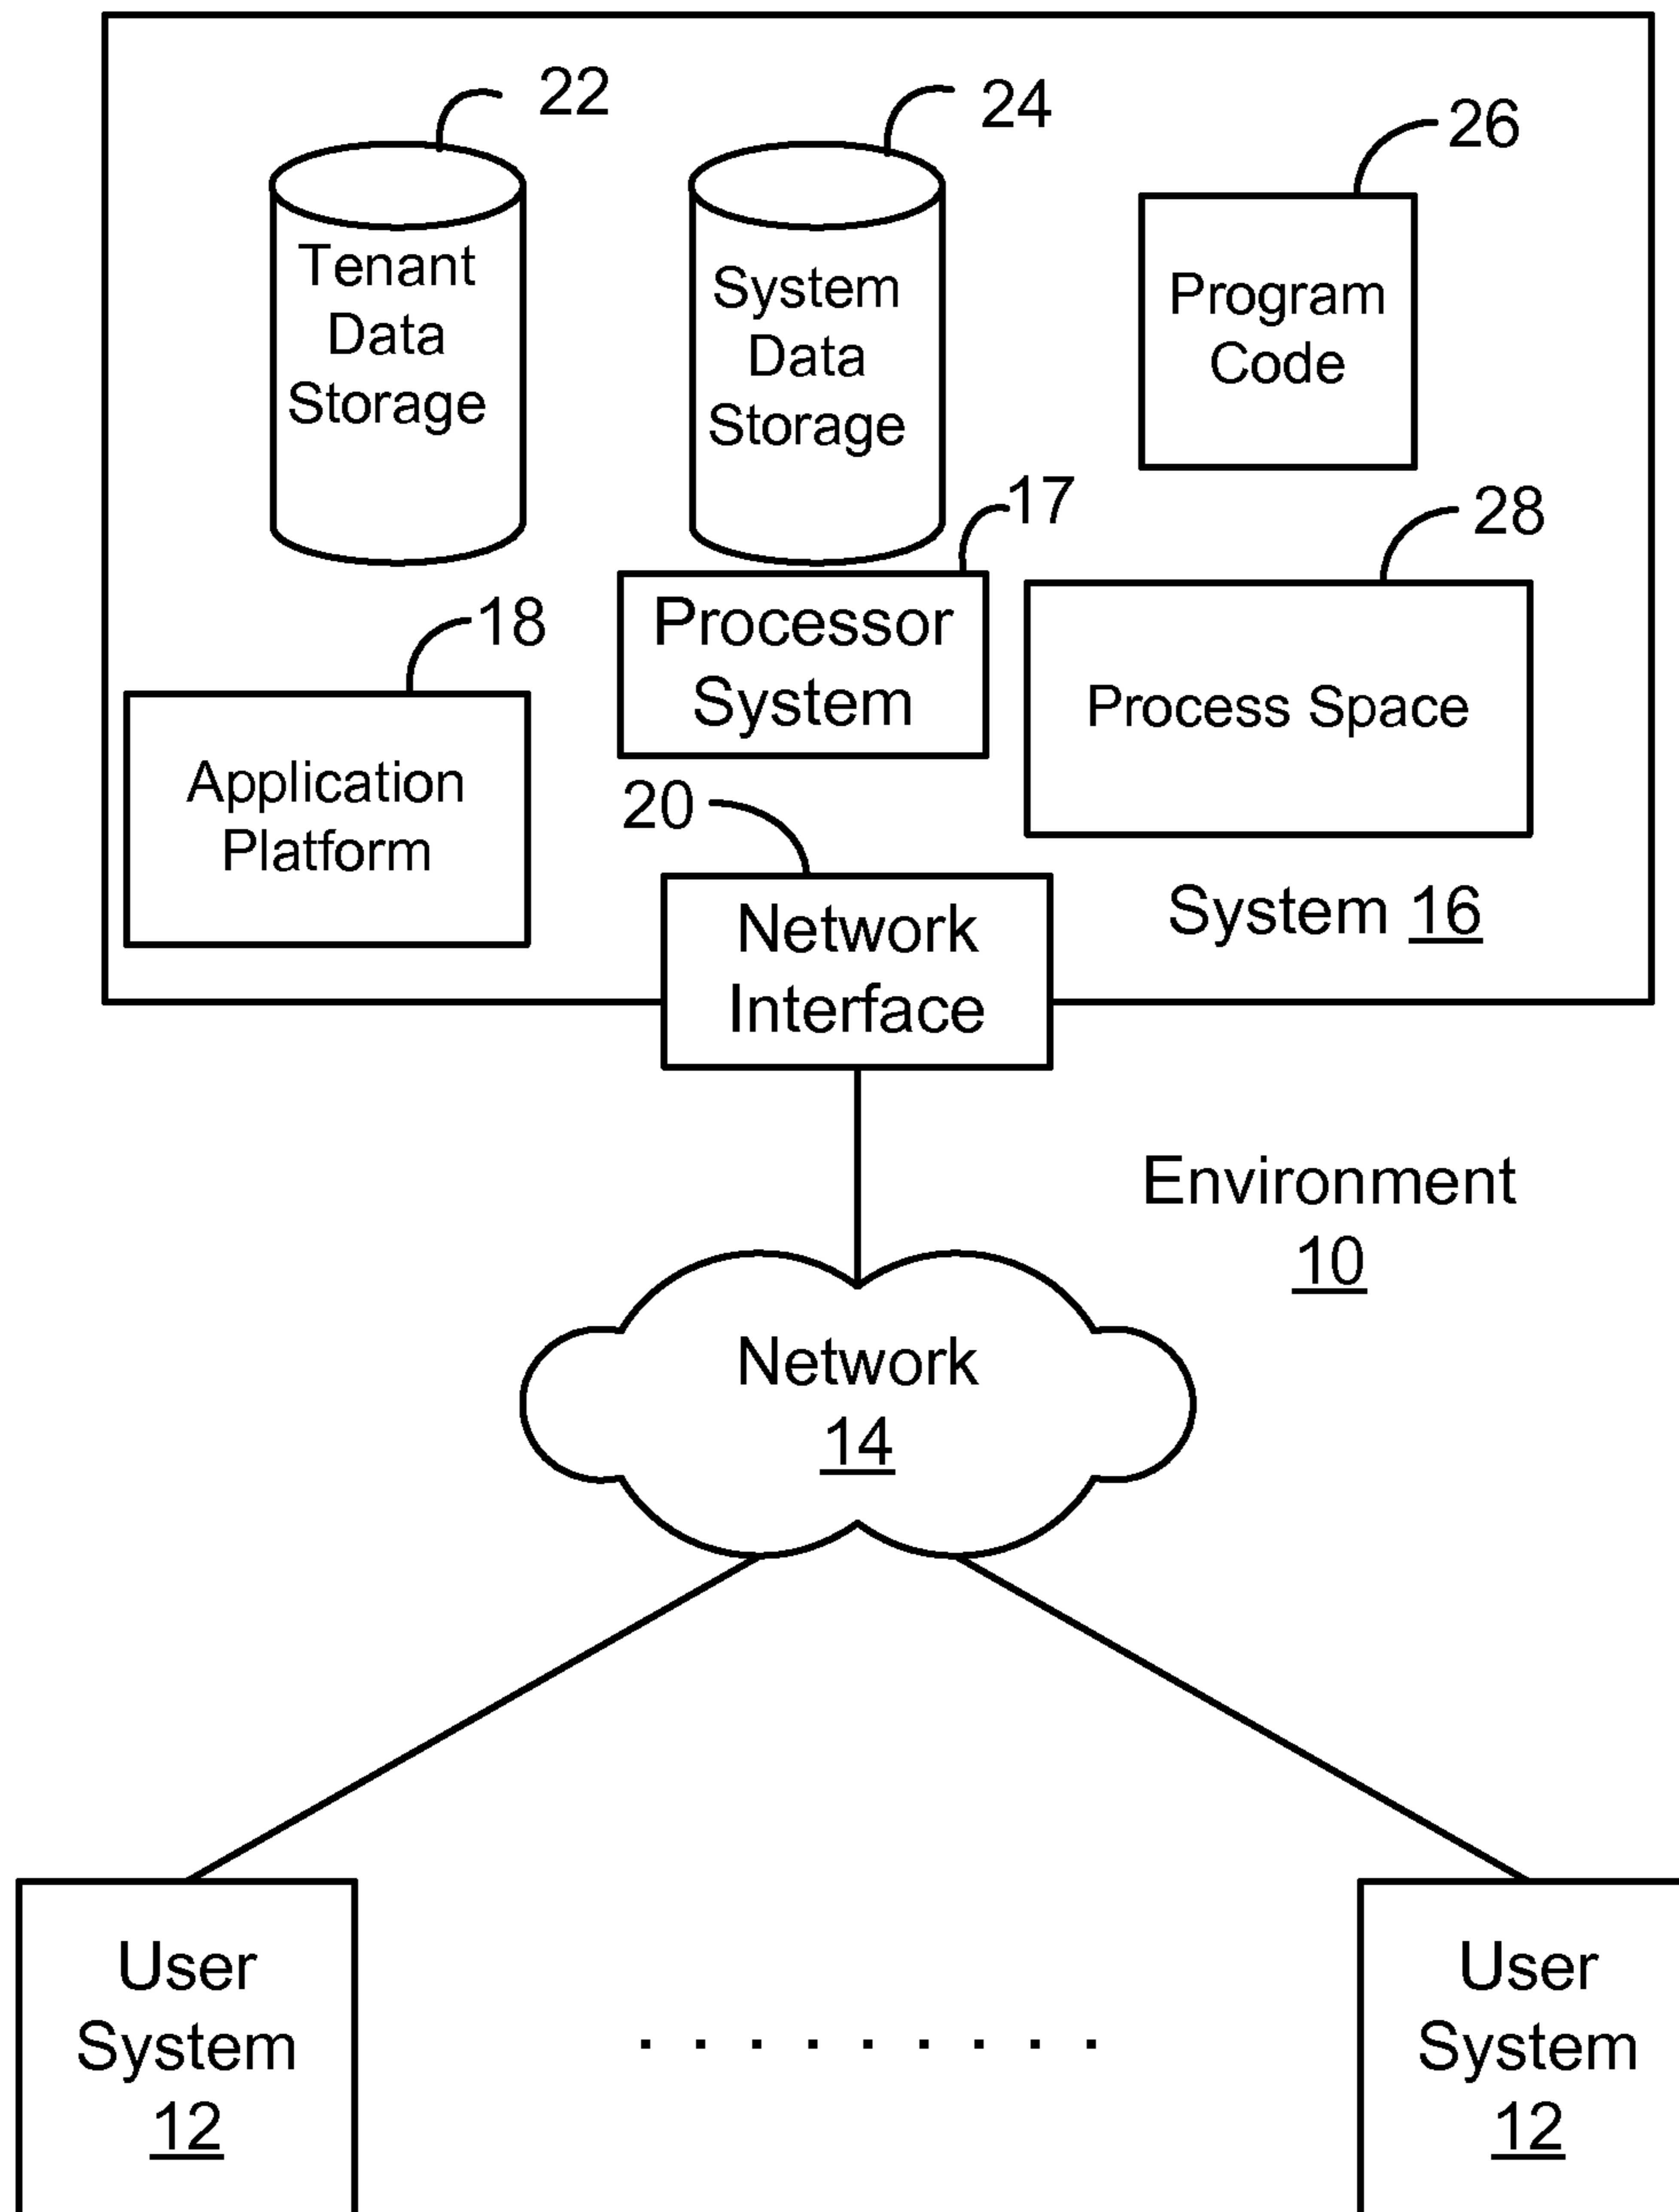 22
24
26
Tenant
Data
Storage
System
Data
Storage
Program
Code
17
28
18
Processor
System
Process Space
Application
Platform
20
Network
Interface
System 16
Environment
10
Network
14
User
System
12
. . . . . . . . .
User
System
12